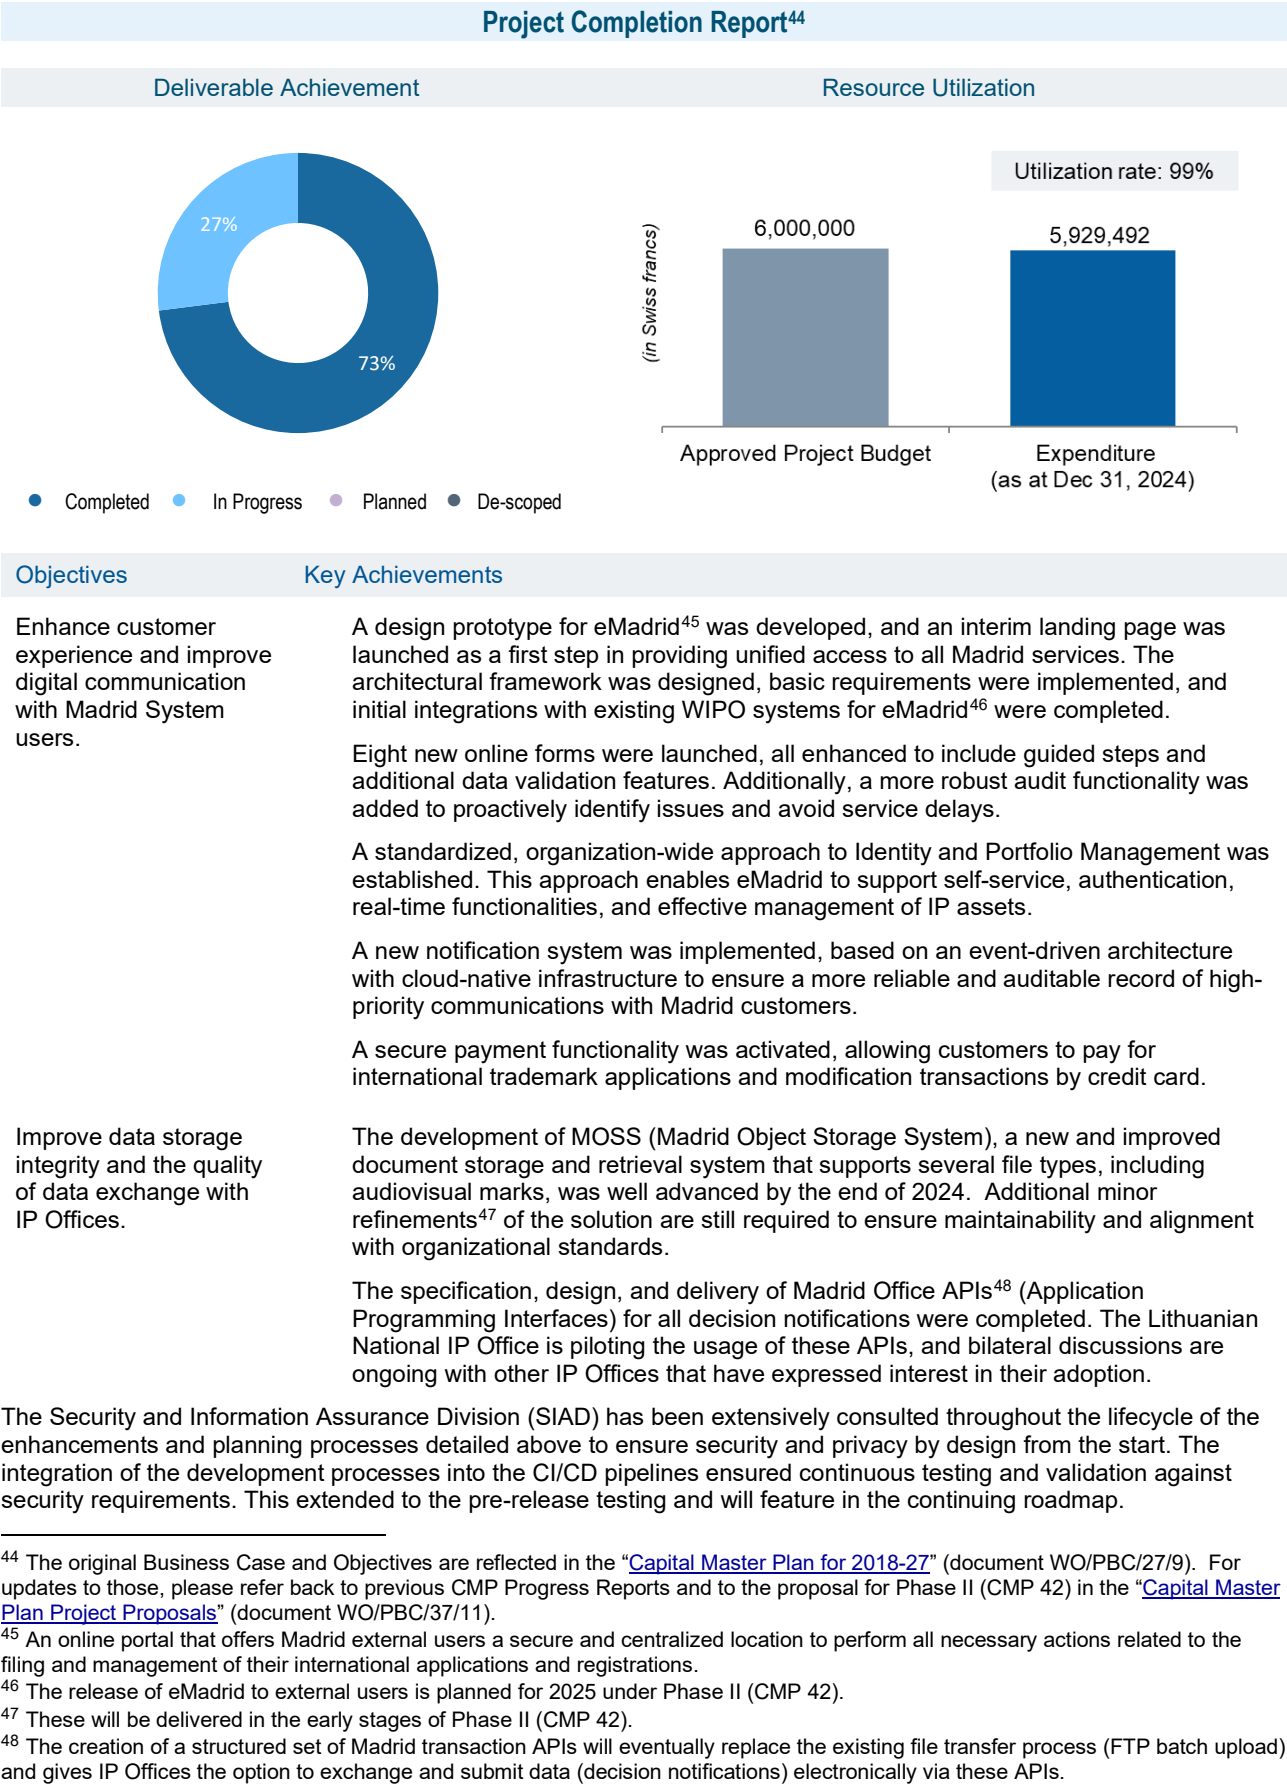 Project Completion Report44
Deliverable Achievement
Resource Utilization
27%
73%
Completed
In Progress
Planned
De-scoped
Utilization rate: 99%
(in Swiss francs)
6,000,000
5,929,492
Approved Project Budget
Expenditure
(as at Dec 31, 2024)
Objectives
Key Achievements
Enhance customer
experience and improve
digital communication
with Madrid System
users.
A design prototype for eMadrid45 was developed, and an interim landing page was
launched as a first step in providing unified access to all Madrid services. The
architectural framework was designed, basic requirements were implemented, and
initial integrations with existing WIPO systems for eMadrid46 were completed.
Eight new online forms were launched, all enhanced to include guided steps and
additional data validation features. Additionally, a more robust audit functionality was
added to proactively identify issues and avoid service delays.
A standardized, organization-wide approach to Identity and Portfolio Management was
established. This approach enables eMadrid to support self-service, authentication,
real-time functionalities, and effective management of IP assets.
A new notification system was implemented, based on an event-driven architecture
with cloud-native infrastructure to ensure a more reliable and auditable record of high-
priority communications with Madrid customers.
A secure payment functionality was activated, allowing customers to pay for
international trademark applications and modification transactions by credit card.
Improve data storage
integrity and the quality
of data exchange with
IP Offices.
The development of MOSS (Madrid Object Storage System), a new and improved
document storage and retrieval system that supports several file types, including
audiovisual marks, was well advanced by the end of 2024.  Additional minor
refinements47 of the solution are still required to ensure maintainability and alignment
with organizational standards.
The specification, design, and delivery of Madrid Office APIs48 (Application
Programming Interfaces) for all decision notifications were completed. The Lithuanian
National IP Office is piloting the usage of these APIs, and bilateral discussions are
ongoing with other IP Offices that have expressed interest in their adoption.
The Security and Information Assurance Division (SIAD) has been extensively consulted throughout the lifecycle of the
enhancements and planning processes detailed above to ensure security and privacy by design from the start. The
integration of the development processes into the CI/CD pipelines ensured continuous testing and validation against
security requirements. This extended to the pre-release testing and will feature in the continuing roadmap.
44 The original Business Case and Objectives are reflected in the “Capital Master Plan for 2018-27” (document WO/PBC/27/9).  For
updates to those, please refer back to previous CMP Progress Reports and to the proposal for Phase II (CMP 42) in the “Capital Master
Plan Project Proposals” (document WO/PBC/37/11).
45 An online portal that offers Madrid external users a secure and centralized location to perform all necessary actions related to the
filing and management of their international applications and registrations.
46 The release of eMadrid to external users is planned for 2025 under Phase II (CMP 42).
47 These will be delivered in the early stages of Phase II (CMP 42).
48 The creation of a structured set of Madrid transaction APIs will eventually replace the existing file transfer process (FTP batch upload)
and gives IP Offices the option to exchange and submit data (decision notifications) electronically via these APIs.